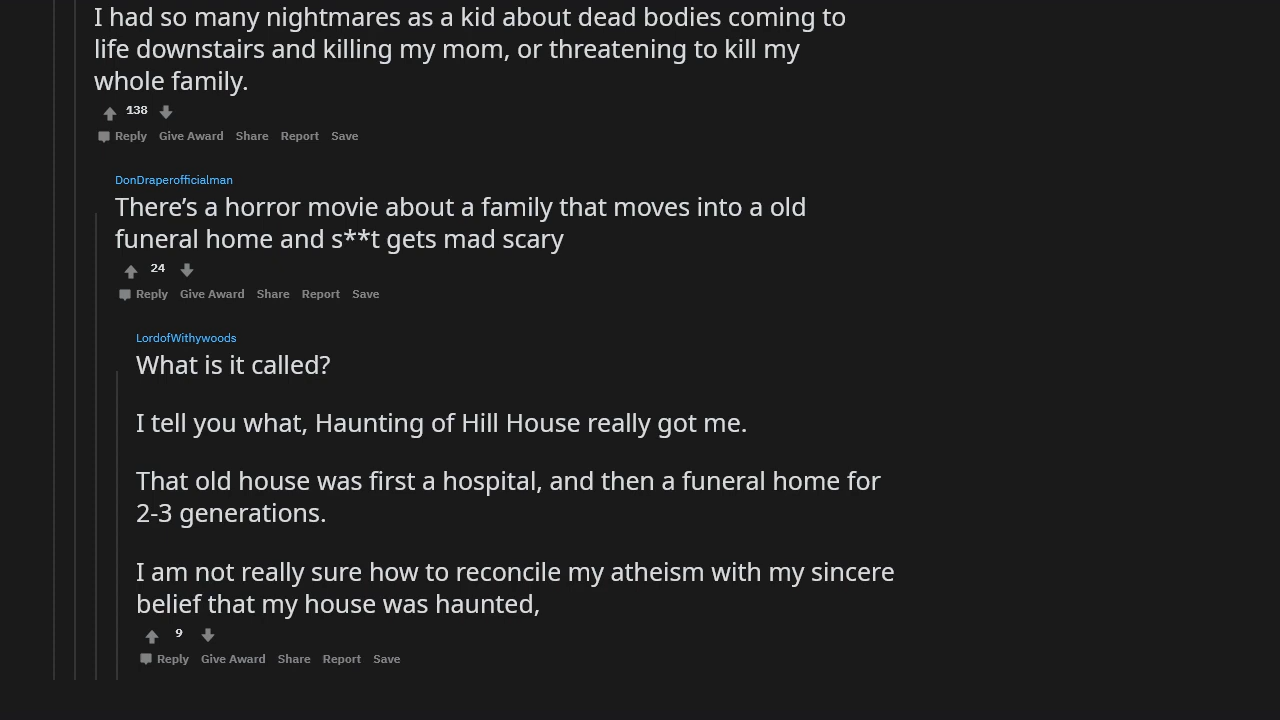 I had so many nightmares as a kid about dead bodies coming to
life downstairs and killing my mom, or threatening to kill my
whole family.
138
Reply Give Award Share Report Save
DonDraperofficialman
There’s a horror movie about a family that moves into a old
funeral home and s**t gets mad scary
24
Reply Give Award Share Report Save
LordofWithywoods
What is it called?
I tell you what, Haunting of Hill House really got me.
That old house was first a hospital, and then a funeral home for
2-3 generations.
I am not really sure how to reconcile my atheism with my sincere
belief that my house was haunted,
9
Reply Give Award Share Report Save